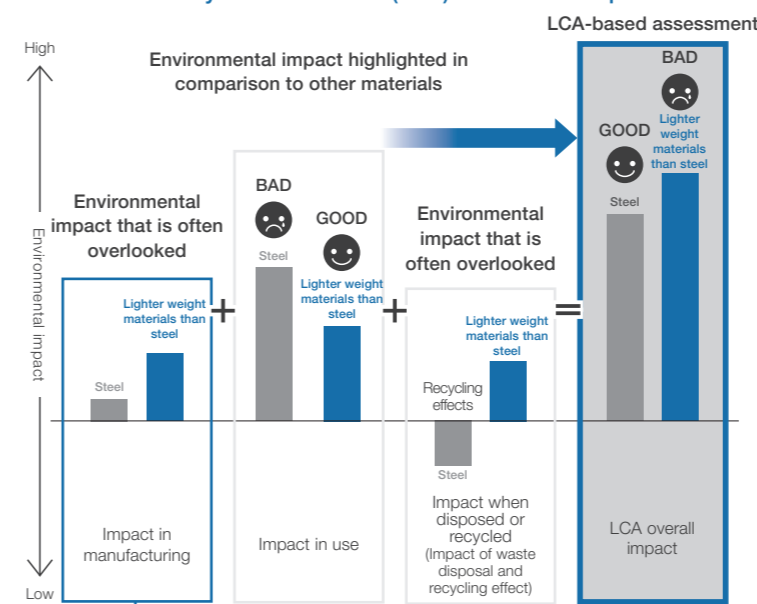 LCA-based assessment
High
Environmental impact highlighted in
comparison to other materials
BAD
GOOD
Lighter
weight
materials
than steel
Steel
Environmental
impact that is often
overlooked
BAD
GOOD
Steel
Lighter weight
materials than
steel
Environmental
impact that is
often overlooked
Environmental impact
Lighter weight
materials than
steel
Steel
+
+
Lighter weight
materials than
steel
Recycling
effects
Steel
=
Impact in
manufacturing
Impact in use
Impact when
disposed or
recycled
(Impact of waste
disposal and
recycling effect)
LCA overall
impact
Low